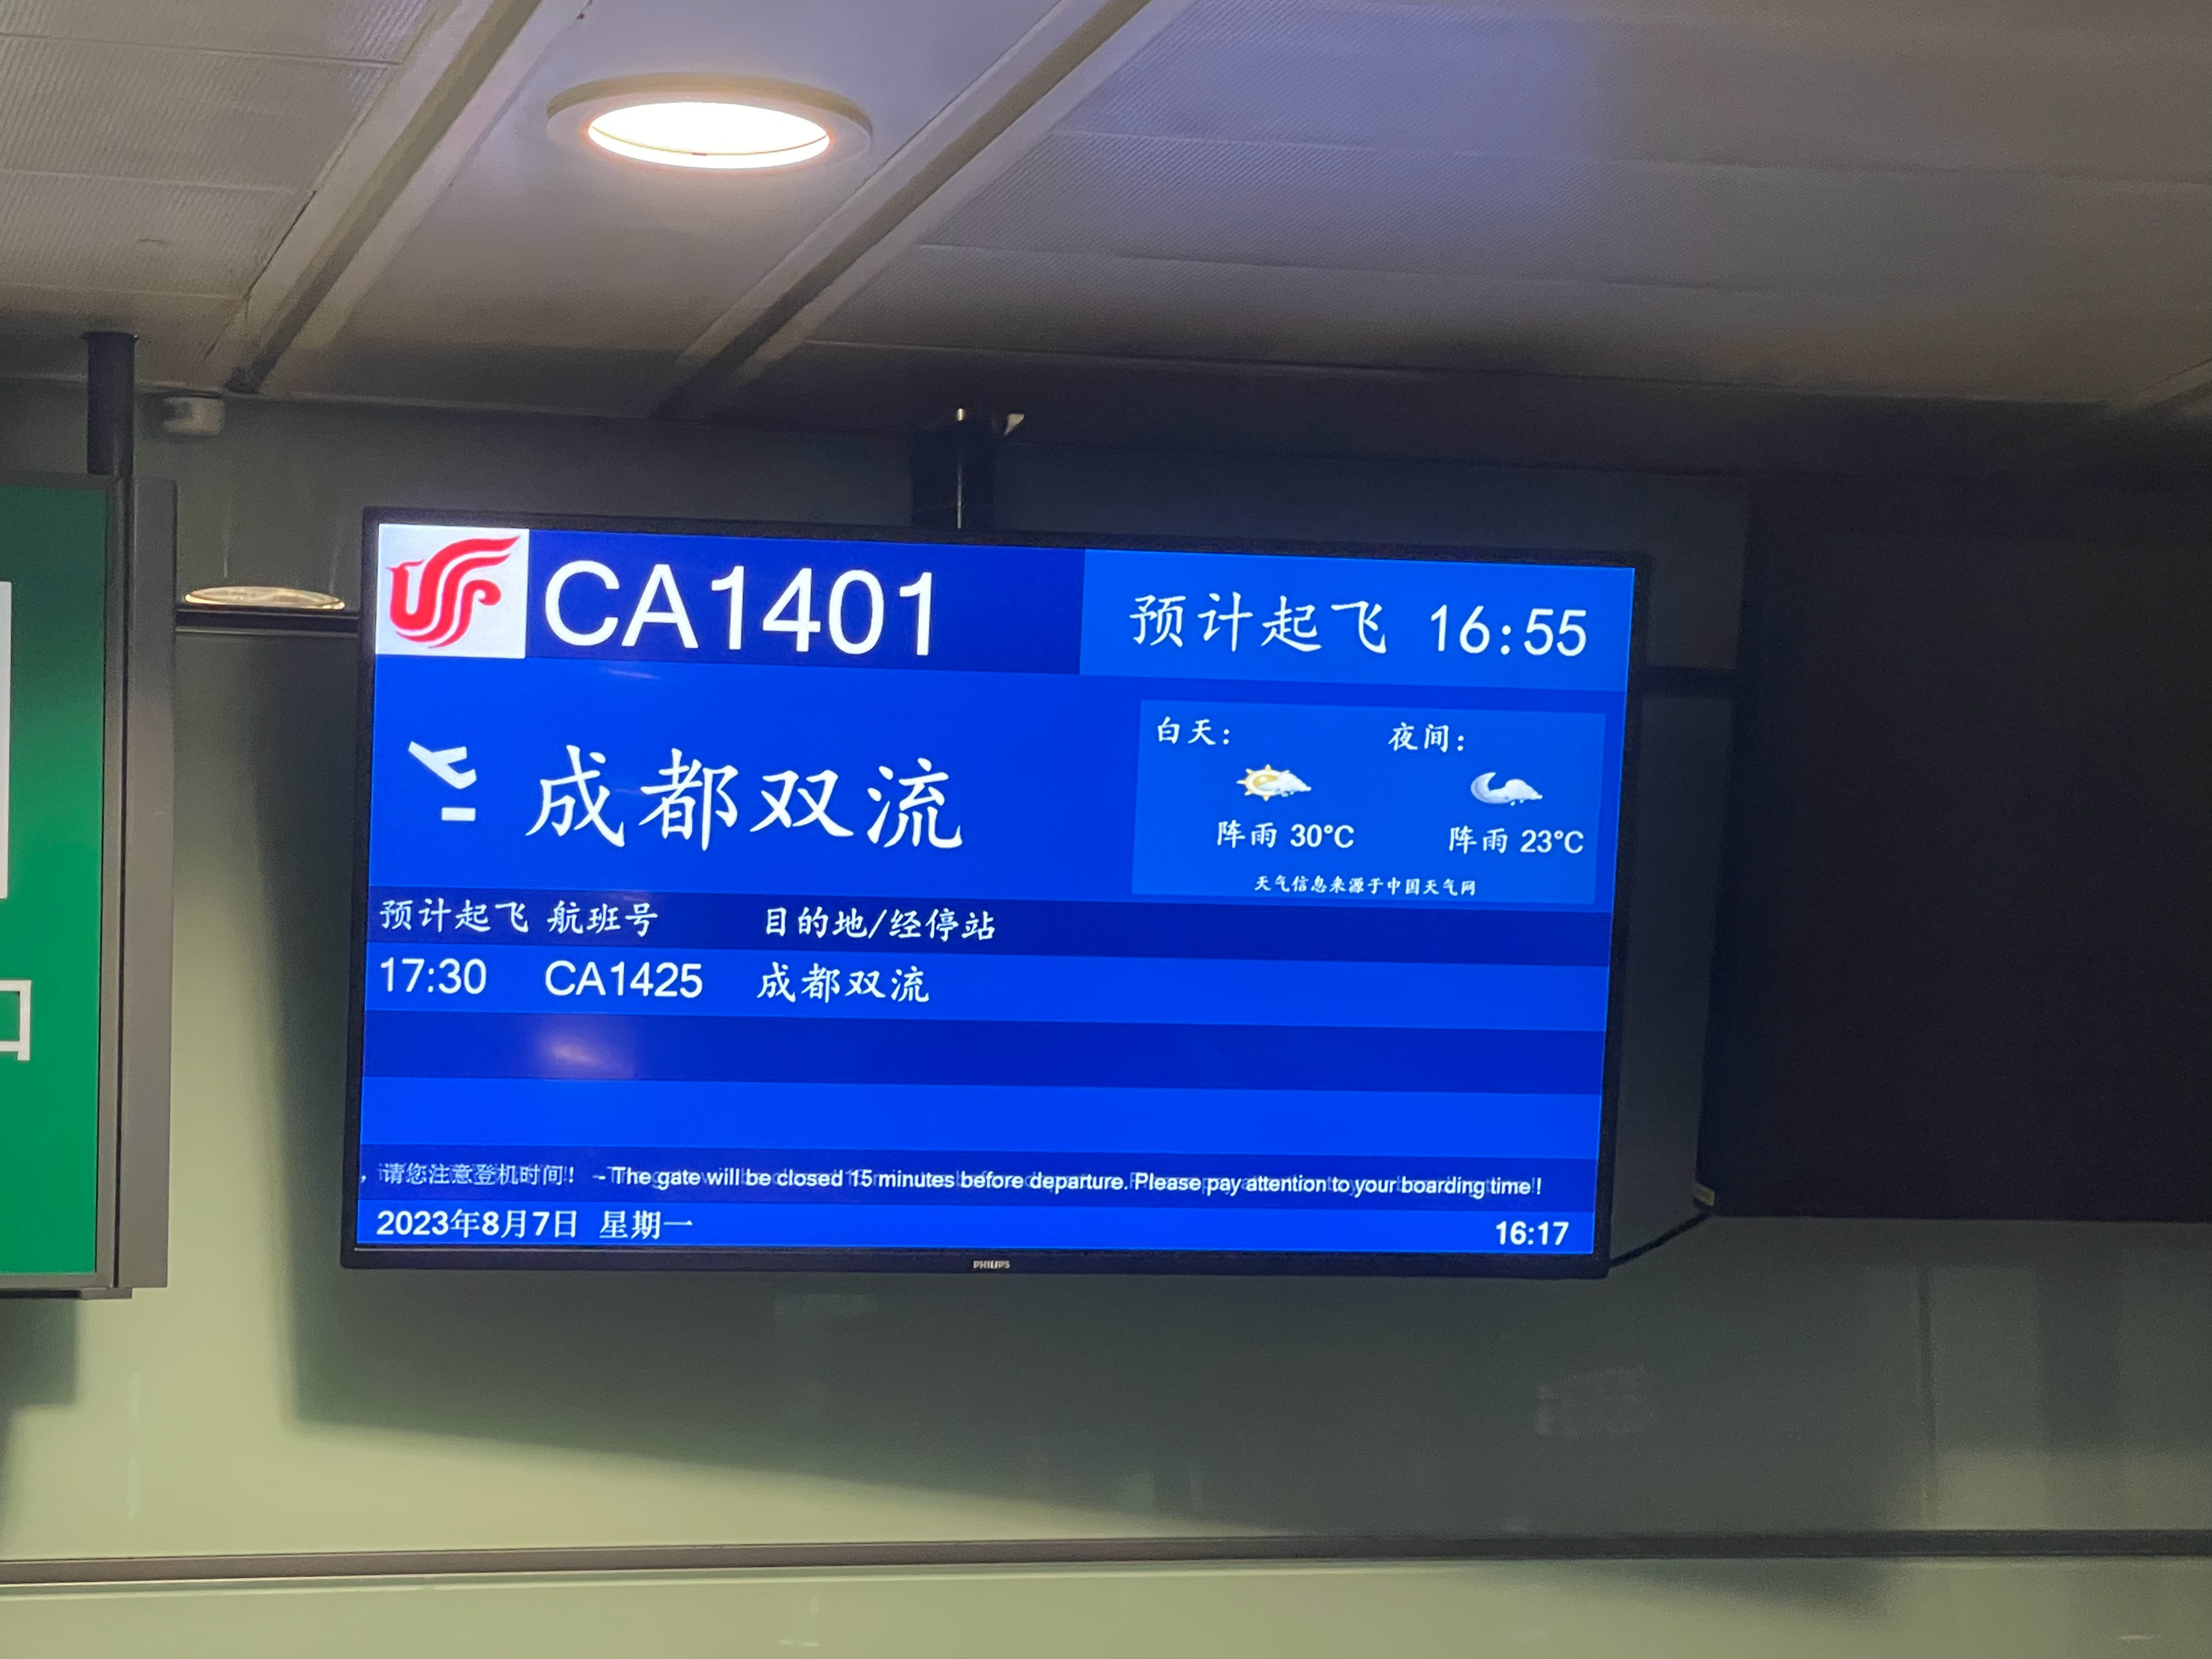 CA1401 预计起飞 16:55
成都双流
白天: 夜间:
阵雨 30°C 阵雨 23°C
天气信息来源于中国天气网
预计起飞 航班号 目的地/经停站
17:30 CA1425 成都双流
，请您注意登机时间！ - The gate will be closed 15 minutes before departure. Please pay attention to your boarding time !
2023年8月7日 星期一 16:17
PHILIPS